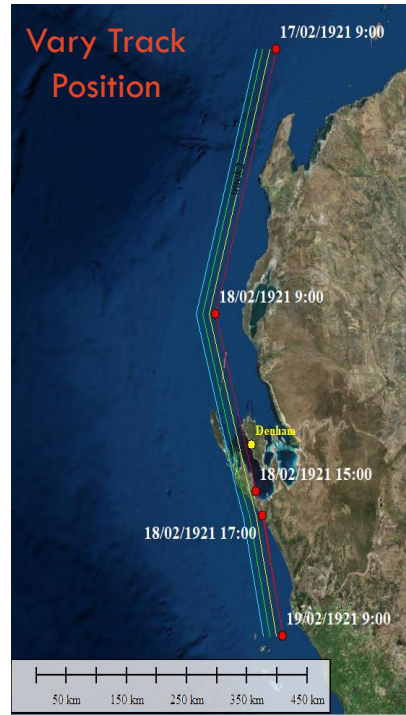 Vary Track
Position
17/02/1921 9:00
18/02/1921 9:00
Denham
18/02/1921 15:00
18/02/1921 17:00
19/02/1921 9:00
50 km 150 km 250 km 350 km 450 km